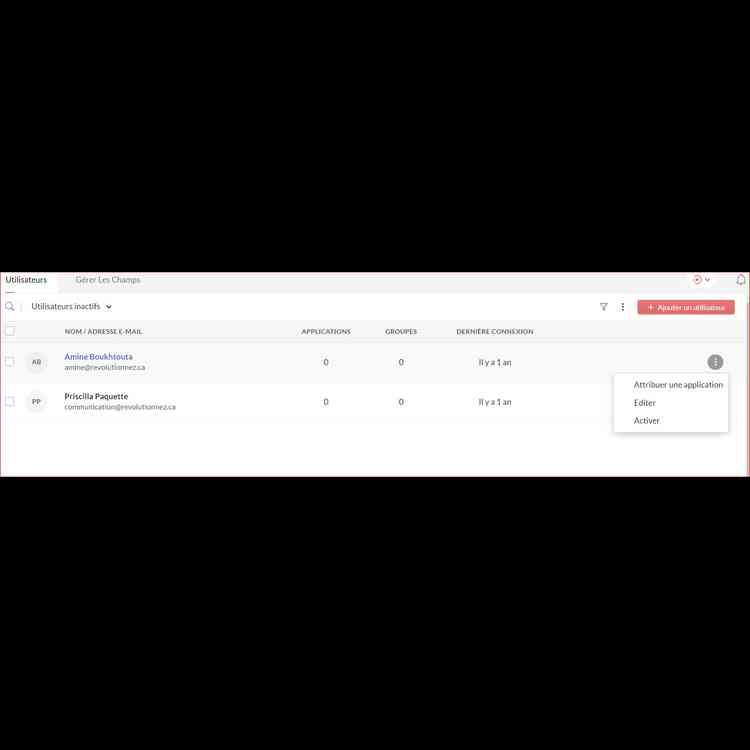 Utilisateurs Gérer Les Champs
Utilisateurs inactifs + Ajouter un utilisateur
NOM / ADRESSE E-MAIL APPLICATIONS GROUPES DERNIÈRE CONNEXION
AB Amine Boukhtouta 0 0 Il y a 1 an
amine@revolutionnez.ca
Attribuer une application
PP Priscilla Paquette 0 0 Il y a 1 an
communication@revolutionnez.ca
Editer
Activer